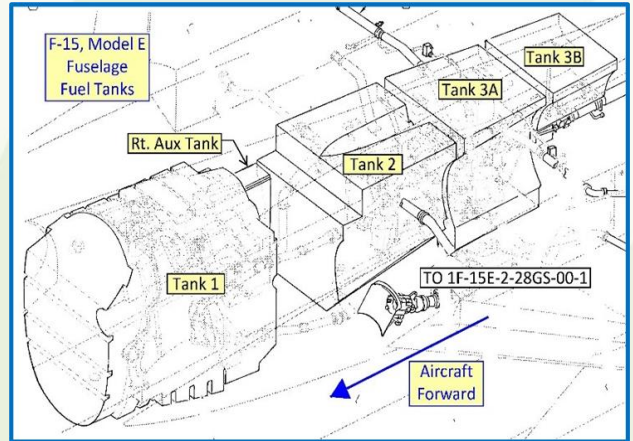 F-15, Model E
Fuselage
Fuel Tanks
Tank 3B
Tank 3A
Rt. Aux Tank
Tank 2
Tank 1
TO 1F-15E-2-28GS-00-1
Aircraft
Forward